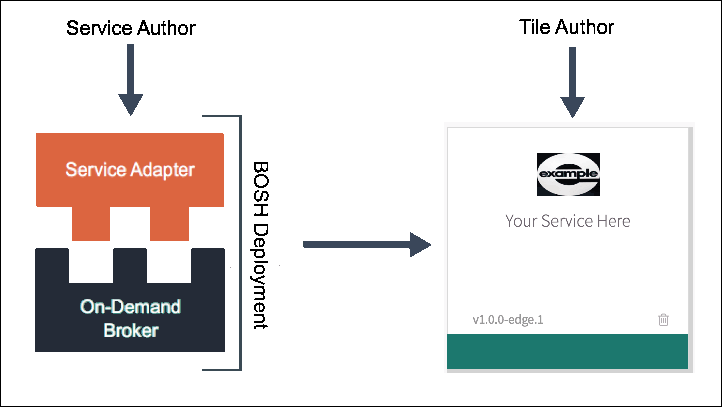 Service Author
Tile Author
Service Adapter
On-Demand
Broker
BOSH Deployment
example
Your Service Here
v1.0.0-edge.1